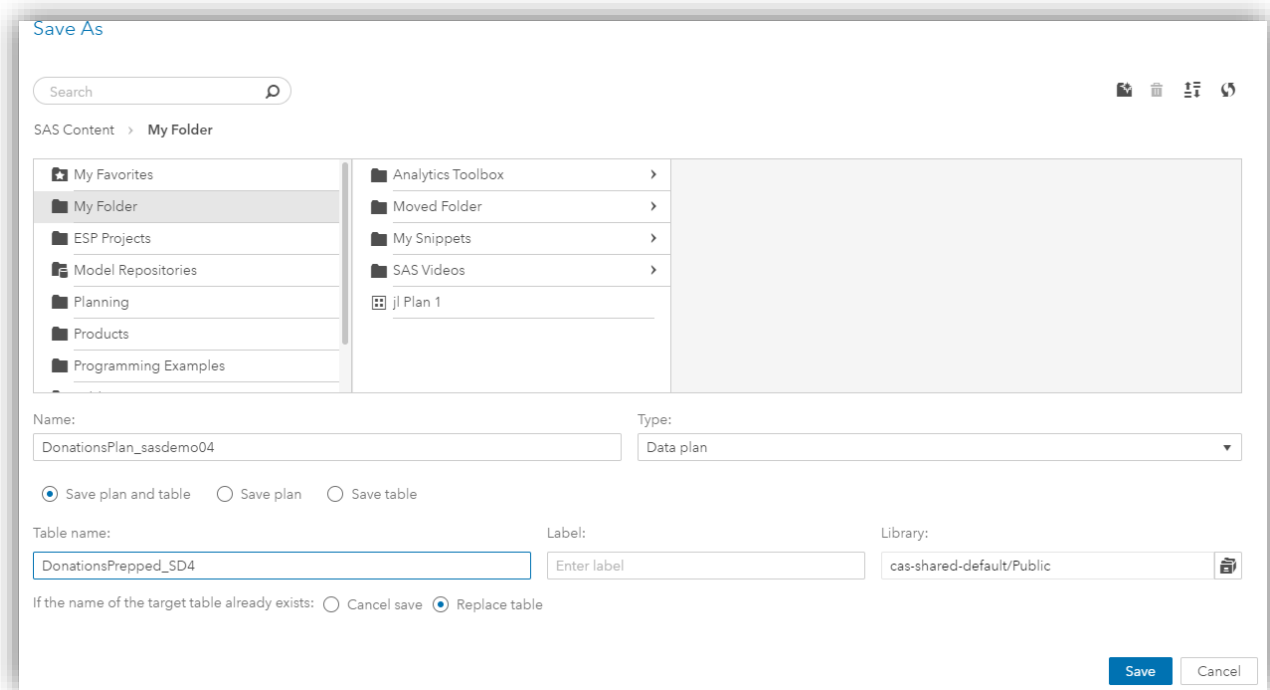 Save As
Search
SAS Content > My Folder
My Favorites
My Folder
ESP Projects
Model Repositories
Planning
Products
Programming Examples
Analytics Toolbox
Moved Folder
My Snippets
SAS Videos
jl Plan 1
Name:
DonationsPlan_sasdemo04
Type:
Data plan
Save plan and table Save plan Save table
Table name:
DonationsPrepped_SD4
Label:
Enter label
Library:
cas-shared-default/Public
If the name of the target table already exists: Cancel save Replace table
Save Cancel